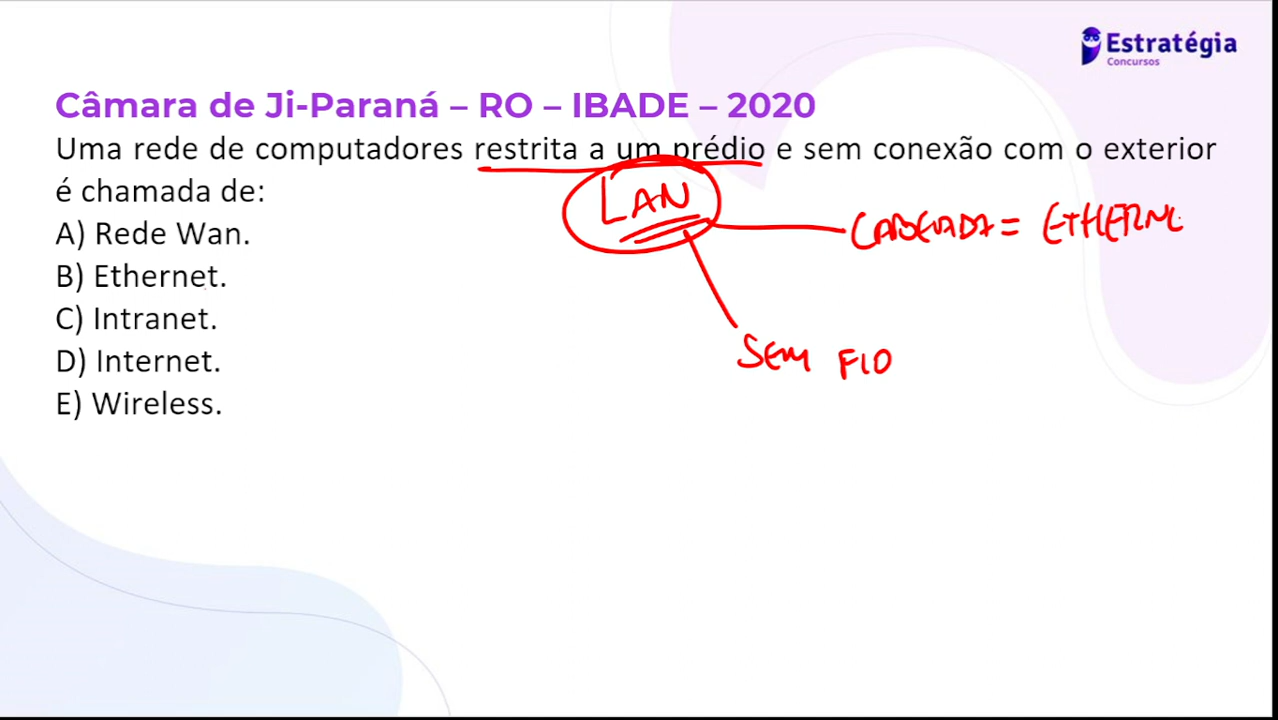 Estratégia
Concursos
Câmara de Ji-Paraná – RO – IBADE – 2020
Uma rede de computadores restrita a um prédio e sem conexão com o exterior
é chamada de:
LAN
A) Rede Wan.
CABEADA = ETHERNE
B) Ethernet.
C) Intranet.
D) Internet.
SEM FIO
E) Wireless.